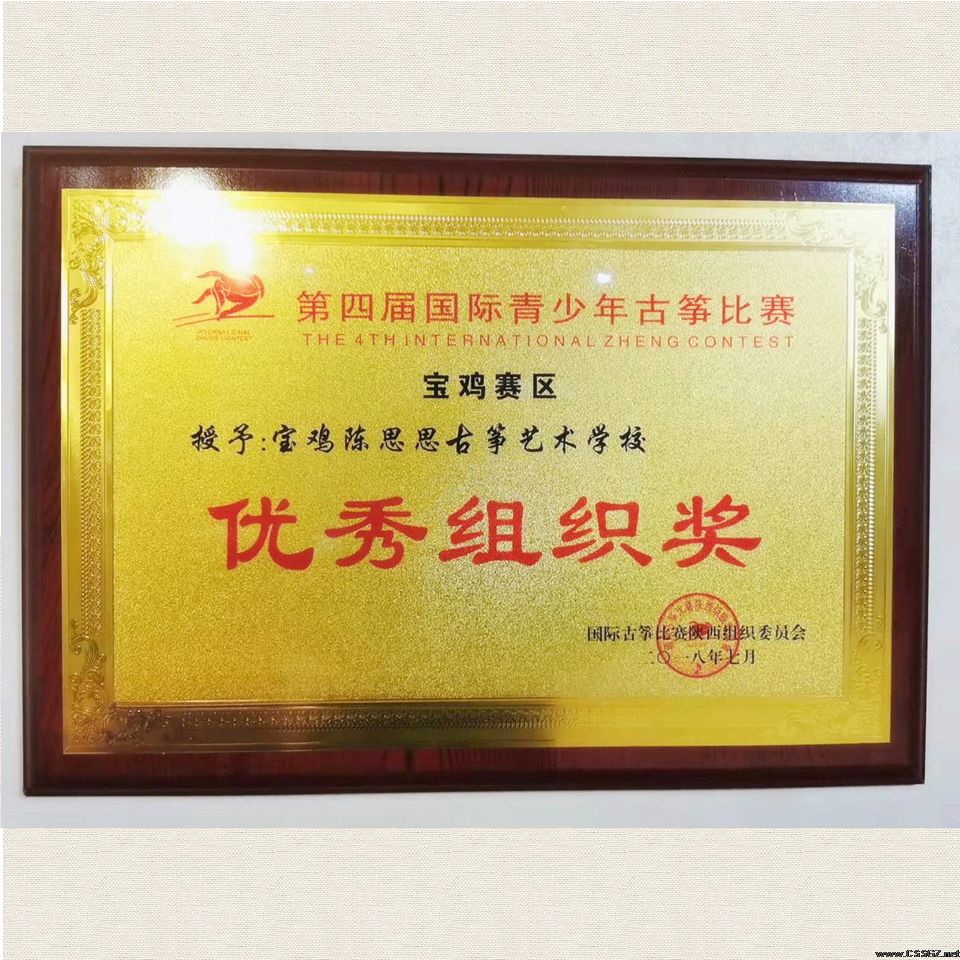 第四届国际青少年古筝比赛
THE 4TH INTERNATIONAL ZHENG CONTEST
INTERNATIONAL
ZHENG CONTEST
宝鸡赛区
授予:宝鸡陈思思古筝艺术学校
优秀组织奖
国际古筝比赛陕西组织委员会
二〇一八年七月